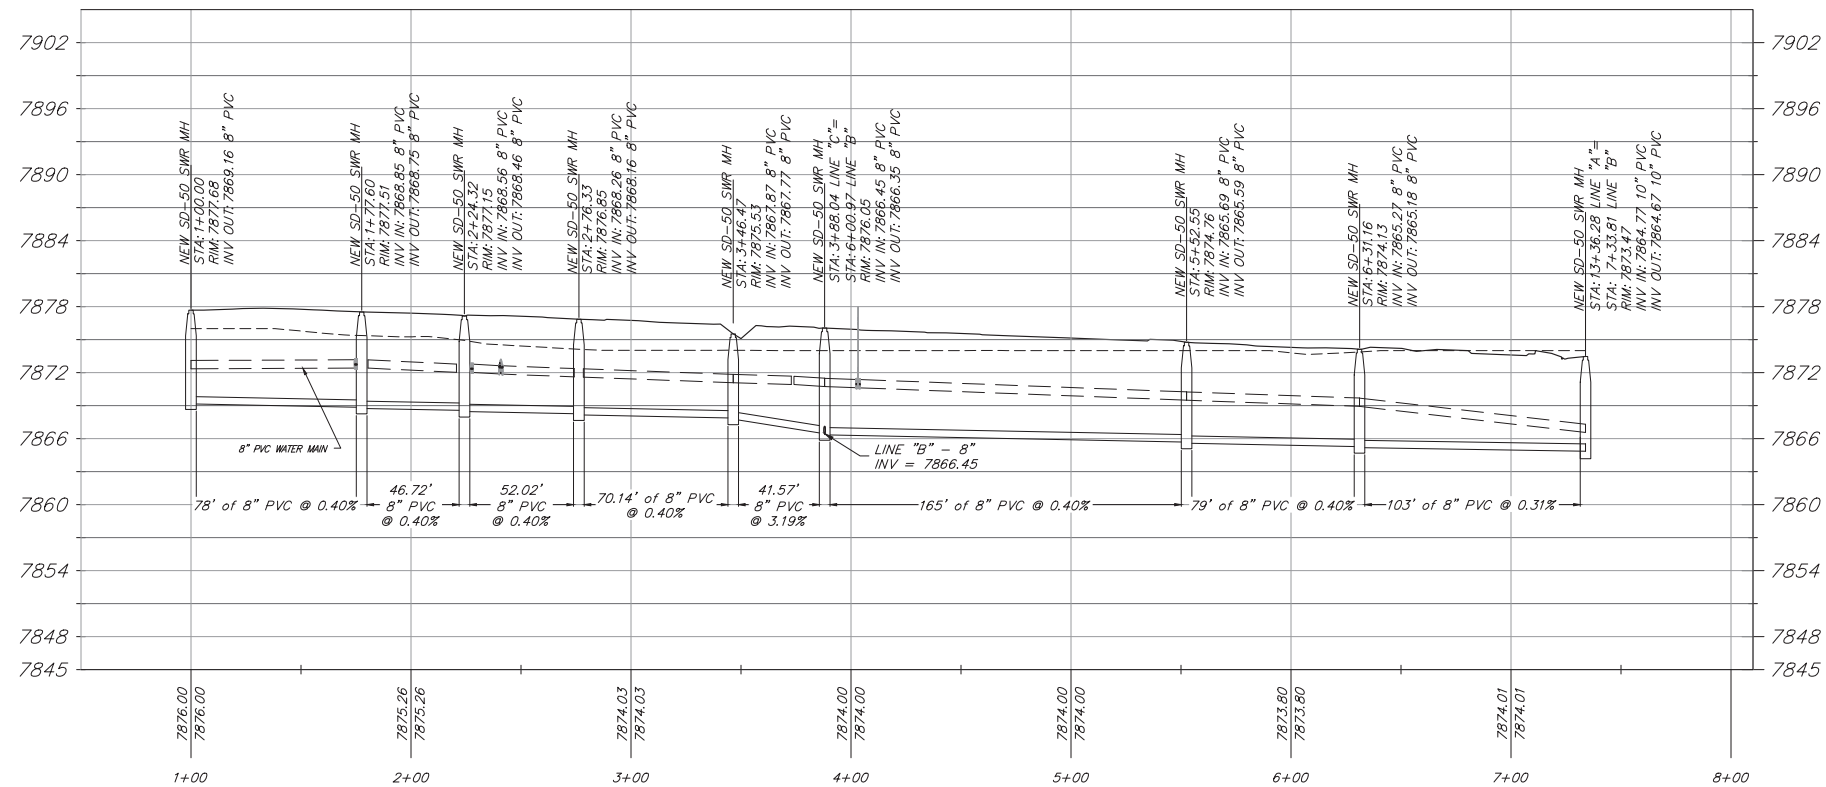 7902
7896
7890
7884
7878
7872
7866
7860
7854
7848
7845
7902
7896
7890
7884
7878
7872
7866
7860
7854
7848
7845
NEW SD-50 SWR MH
STA:1+00.00
RIM:7877.68
INV OUT:7869.16 8" PVC
NEW SD-50 SWR MH
STA:1+77.60
RIM:7877.51
INV IN:7868.85 8" PVC
INV OUT:7868.75 8" PVC
NEW SD-50 SWR MH
STA:2+24.32
RIM:7877.15
INV IN:7868.56 8" PVC
INV OUT:7868.46 8" PVC
NEW SD-50 SWR MH
STA:2+76.33
RIM:7876.85
INV IN:7868.26 8" PVC
INV OUT:7868.16 8" PVC
NEW SD-50 SWR MH
STA:3+46.47
RIM:7875.53
INV IN:7867.87 8" PVC
INV OUT:7867.77 8" PVC
NEW SD-50 SWR MH
STA:3+88.04 LINE "C"=
STA:6+00.97 LINE "B"
RIM:7876.05
INV IN:7866.45 8" PVC
INV OUT:7866.35 8" PVC
NEW SD-50 SWR MH
STA:5+52.55
RIM:7874.76
INV IN:7865.69 8" PVC
INV OUT:7865.59 8" PVC
NEW SD-50 SWR MH
STA:6+31.16
RIM:7874.13
INV IN:7865.27 8" PVC
INV OUT:7865.18 8" PVC
NEW SD-50 SWR MH
STA:13+36.28 LINE "A"=
STA: 7+33.81 LINE "B"
RIM:7873.47
INV IN:7864.77 10" PVC
INV OUT:7864.67 10" PVC
8" PVC WATER MAIN
LINE "B" - 8"
INV = 7866.45
78' of 8" PVC @ 0.40%
46.72'
8" PVC
@ 0.40%
52.02'
8" PVC
@ 0.40%
70.14' of 8" PVC
@ 0.40%
41.57'
8" PVC
@ 3.19%
165' of 8" PVC @ 0.40%
79' of 8" PVC @ 0.40%
103' of 8" PVC @ 0.31%
7876.00
7876.00
7875.26
7875.26
7874.03
7874.03
7874.00
7874.00
7874.00
7874.00
7873.80
7873.80
7874.01
7874.01
1+00
2+00
3+00
4+00
5+00
6+00
7+00
8+00